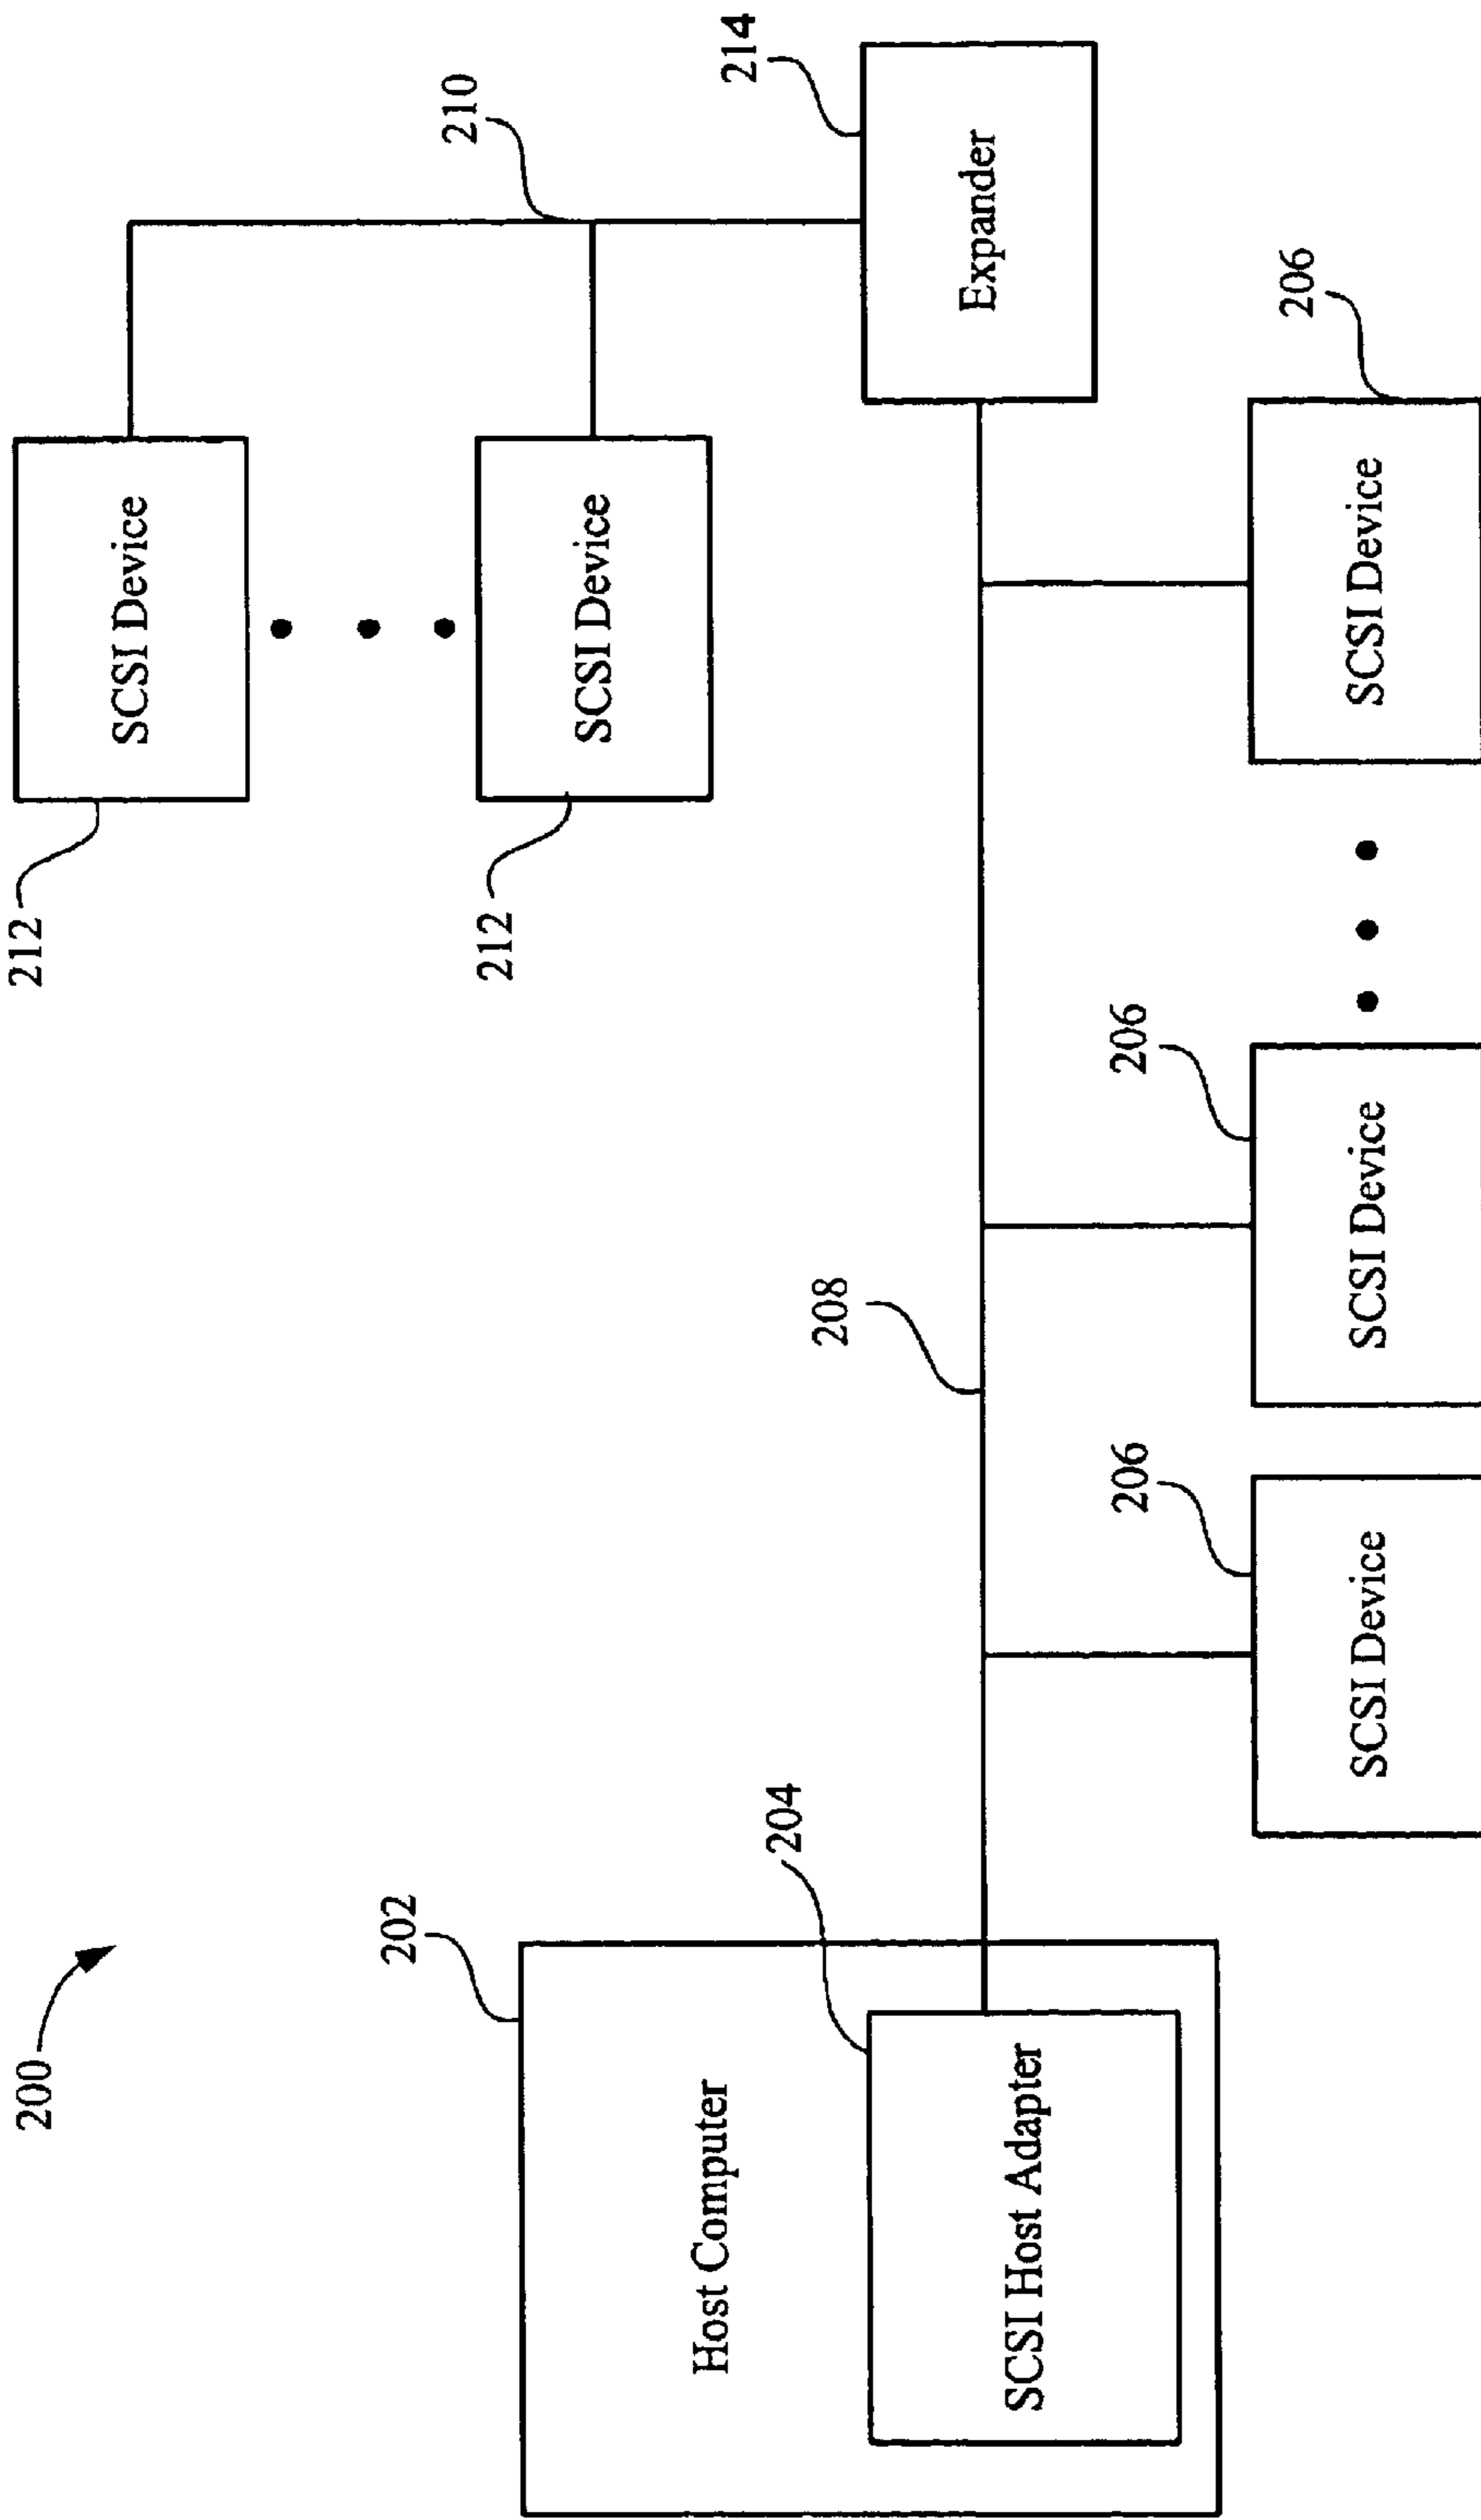 200
202
Host Computer
204
SCSI Host Adapter
208
206
SCSI Device
206
SCSI Device
206
SCSI Device
212
SCSI Device
212
SCSI Device
210
214
Expander